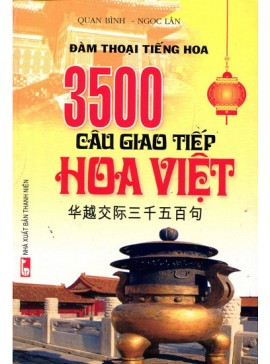 QUAN BÌNH - NGỌC LÂN
ĐÀM THOẠI TIẾNG HOA
3500
CÂU GIAO TIẾP
HOA VIỆT
华越交际三千五百句
NHÀ XUẤT BẢN THANH NIÊN